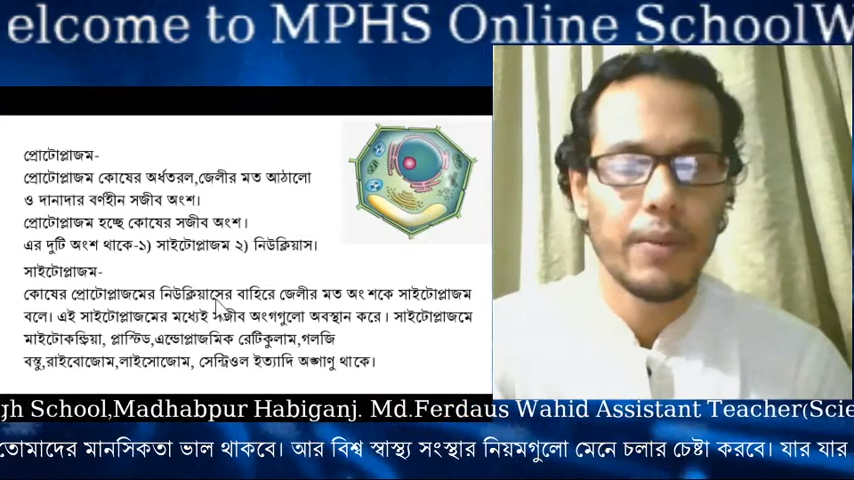 elcome to MPHS Online SchoolW
প্রোটোপ্লাজম-
প্রোটোপ্লাজম কোষের অর্ধতরল,জেলীর মত আঠালো
ও দানাদার বর্ণহীন সজীব অংশ।
প্রোটোপ্লাজম হচ্ছে কোষের সজীব অংশ।
এর দুটি অংশ থাকে-১) সাইটোপ্লাজম ২) নিউক্লিয়াস।
সাইটোপ্লাজম-
কোষের প্রোটোপ্লাজমের নিউক্লিয়াসের বাহিরে জেলীর মত অংশকে সাইটোপ্লাজম
বলে। এই সাইটোপ্লাজমের মধ্যেই সজীব অংগগুলো অবস্থান করে। সাইটোপ্লাজমে
মাইটোকন্ড্রিয়া, প্লাস্টিড,এন্ডোপ্লাজমিক রেটিকুলাম,গলজি
বস্তু,রাইবোজোম,লাইসোজোম, সেন্ট্রিওল ইত্যাদি অঙ্গাণু থাকে।
gh School,Madhabpur Habiganj. Md.Ferdaus Wahid Assistant Teacher(Scie
তোমাদের মানসিকতা ভাল থাকবে। আর বিশ্ব স্বাস্থ্য সংস্থার নিয়মগুলো মেনে চলার চেষ্টা করবে। যার যার